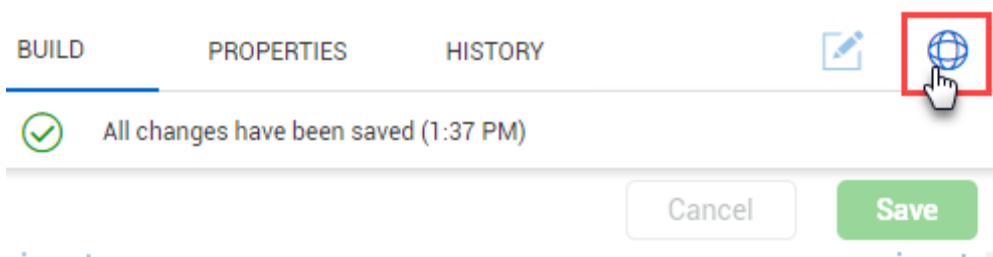 BUILD PROPERTIES HISTORY
All changes have been saved (1:37 PM)
Cancel Save